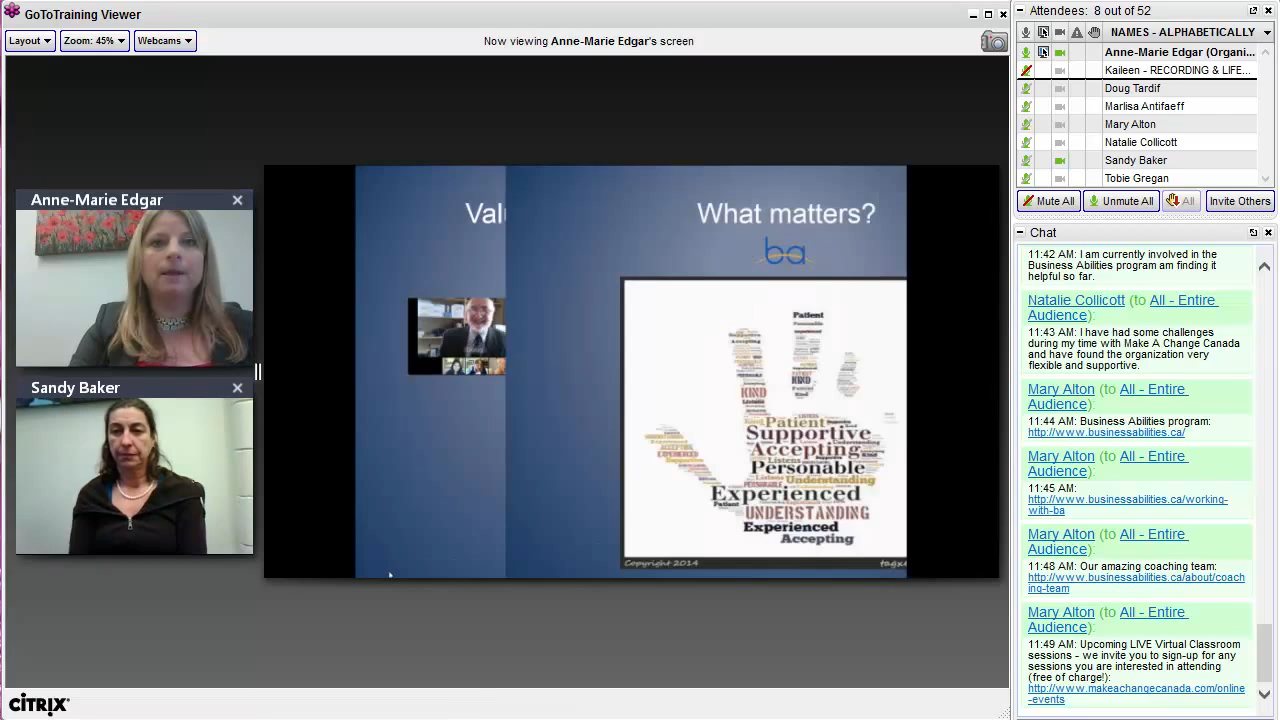 GoToTraining Viewer
Layout
Zoom: 45%
Webcams
Now viewing Anne-Marie Edgar's screen
Anne-Marie Edgar
Sandy Baker
Val
What matters?
ba
Patient
Personable
KIND
KIND
Patient
Supportive
Accepting
Listens
Understanding
Personable
Understanding
Experienced
UNDERSTANDING
Experienced
Accepting
Copyright 2014
tagx
CITRIX
Attendees: 8 out of 52
NAMES - ALPHABETICALLY
Anne-Marie Edgar (Organi...
Kaileen - RECORDING & LIFE...
Doug Tardif
Marlisa Antifaeff
Mary Alton
Natalie Collicott
Sandy Baker
Tobie Gregan
Mute All
Unmute All
All
Invite Others
Chat
11:42 AM: I am currently involved in the
Business Abilities program am finding it
helpful so far.
Natalie Collicott (to All - Entire
Audience):
11:43 AM: I have had some challenges
during my time with Make A Change Canada
and have found the organization very
flexible and supportive.
Mary Alton (to All - Entire
Audience):
11:44 AM: Business Abilities program:
http://www.businessabilities.ca/
Mary Alton (to All - Entire
Audience):
11:45 AM:
http://www.businessabilities.ca/working-
with-ba
Mary Alton (to All - Entire
Audience):
11:48 AM: Our amazing coaching team:
http://www.businessabilities.ca/about/coach
ing-team
Mary Alton (to All - Entire
Audience):
11:49 AM: Upcoming LIVE Virtual Classroom
sessions - we invite you to sign-up for any
sessions you are interested in attending
(free of charge!):
http://www.makeachangecanada.com/online
-events